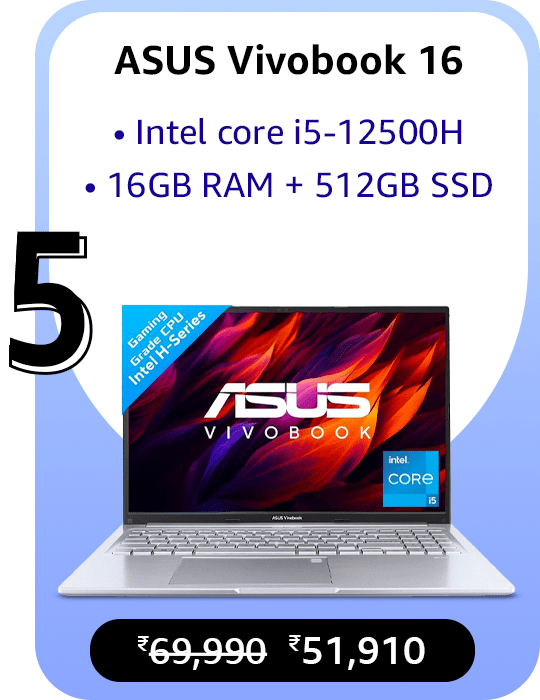 ASUS Vivobook 16
• Intel core i5-12500H
• 16GB RAM + 512GB SSD
5
Gaming
Grade CPU
Intel H-Series
ASUS
VIVOBOOK
intel.
CORE
i5
ASUS Vivobook
₹69,990 ₹51,910